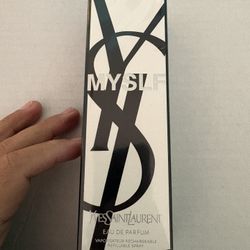 MYSLF
YVESSAINTLAURENT
EAU DE PARFUM
VAPORISATEUR RECHARGEABLE
REFILLABLE SPRAY